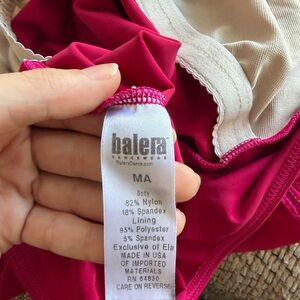 balera
DANCEWEAR
BaleraDance.com
MA
Body
82% Nylon
18% Spandex
Lining
95% Polyester
5% Spandex
Exclusive of Ela
MADE IN USA
OF IMPORTED
MATERIALS
RN 64830
CARE ON REVERSE